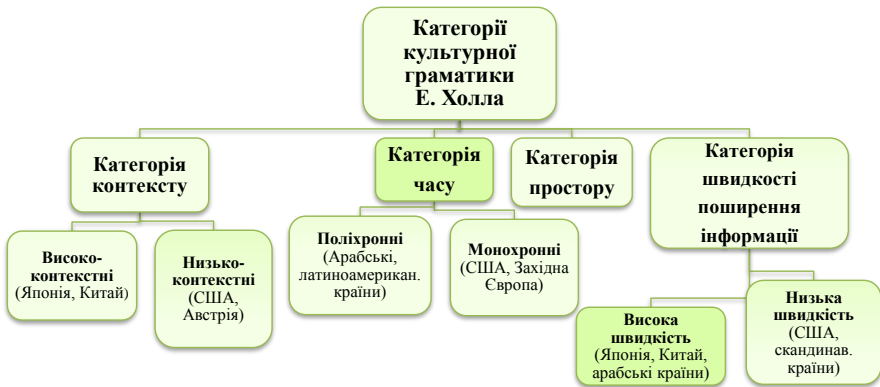 Категорії
культурної
граматики
Е. Холла
Категорія
контексту
Категорія
часу
Категорія
простору
Категорія
швидкості
поширення
інформації
Високо-
контекстні
(Японія, Китай)
Низько-
контекстні
(США,
Австрія)
Поліхронні
(Арабські,
латиноамерикан.
країни)
Монохронні
(США, Західна
Європа)
Висока
швидкість
(Японія, Китай,
арабські країни)
Низька
швидкість
(США,
скандинав.
країни)